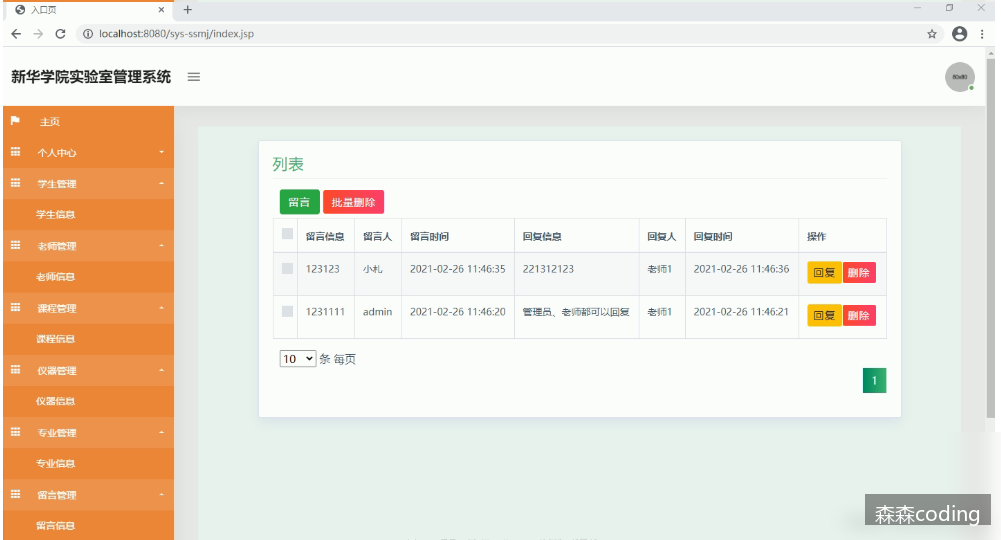 入口页
localhost:8080/sys-ssmj/index.jsp
新华学院实验室管理系统
主页
个人中心
学生管理
学生信息
老师管理
老师信息
课程管理
课程信息
仪器管理
仪器信息
专业管理
专业信息
留言管理
留言信息
列表
留言 批量删除
留言信息 留言人 留言时间 回复信息 回复人 回复时间 操作
123123 小札 2021-02-26 11:46:35 221312123 老师1 2021-02-26 11:46:36 回复 删除
1231111 admin 2021-02-26 11:46:20 管理员、老师都可以回复 老师1 2021-02-26 11:46:21 回复 删除
10 条 每页
1
森森coding